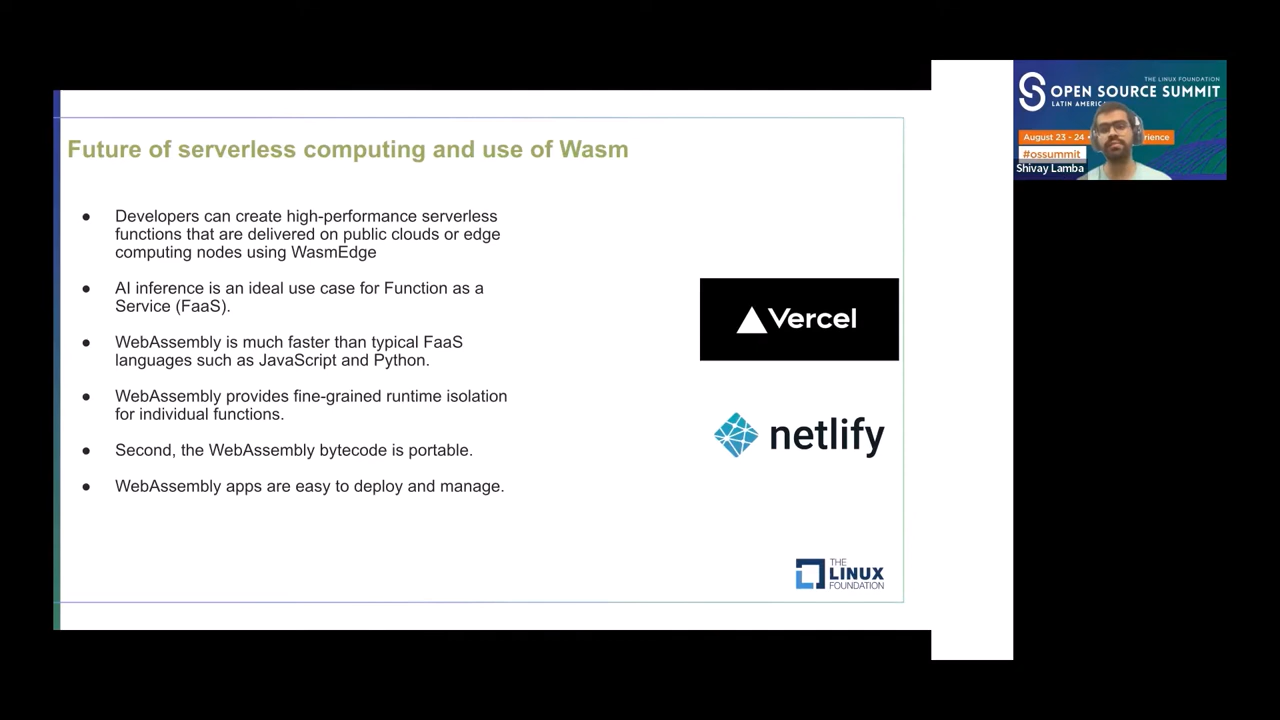 Future of serverless computing and use of Wasm
● Developers can create high-performance serverless
functions that are delivered on public clouds or edge
computing nodes using WasmEdge
● AI inference is an ideal use case for Function as a
Service (FaaS).
● WebAssembly is much faster than typical FaaS
languages such as JavaScript and Python.
● WebAssembly provides fine-grained runtime isolation
for individual functions.
● Second, the WebAssembly bytecode is portable.
● WebAssembly apps are easy to deploy and manage.
Vercel
netlify
THE
LINUX
FOUNDATION
THE LINUX FOUNDATION
OPEN SOURCE SUMMIT
LATIN AMERICA
August 23 - 24 • rience
#ossummit
Shivay Lamba